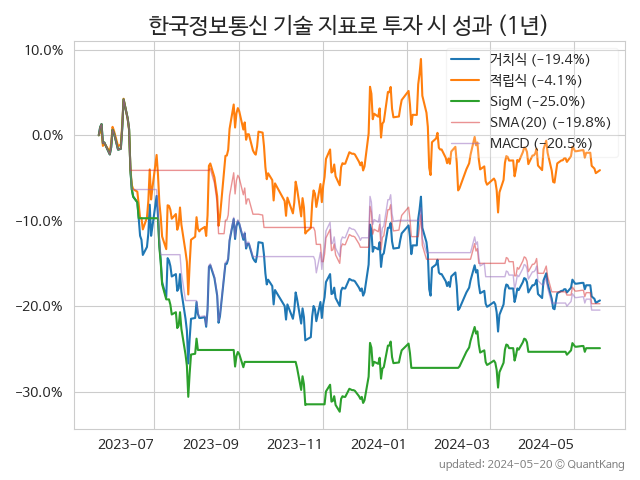 한국정보통신 기술 지표로 투자 시 성과 (1년)
10.0%
0.0%
−10.0%
−20.0%
−30.0%
거치식 (−19.4%)
적립식 (−4.1%)
SigM (−25.0%)
SMA(20) (−19.8%)
MACD (−20.5%)
2023-07
2023-09
2023-11
2024-01
2024-03
2024-05
updated: 2024-05-20 © QuantKang